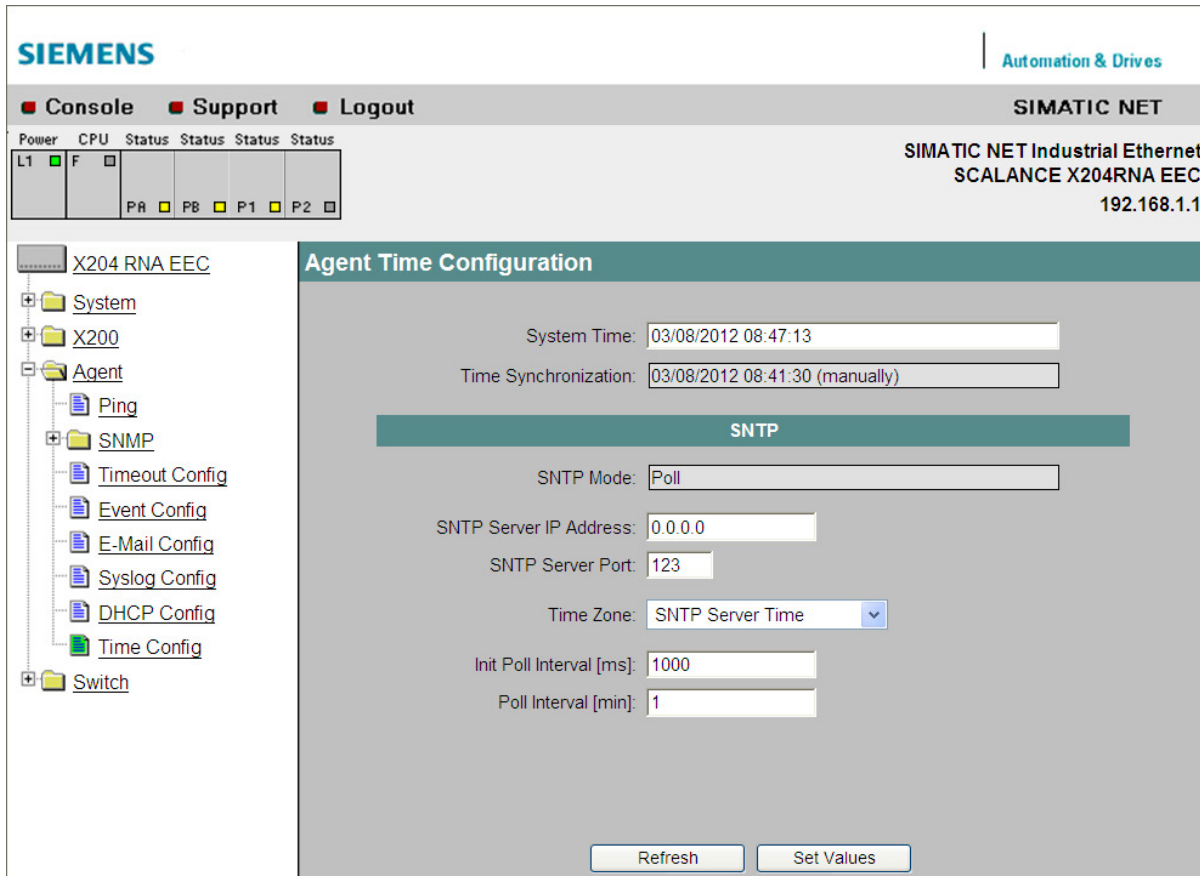 SIEMENS
Automation & Drives
Console Support Logout SIMATIC NET
Power CPU Status Status Status Status
L1 F
PA PB P1 P2
SIMATIC NET Industrial Ethernet
SCALANCE X204RNA EEC
192.168.1.1
X204 RNA EEC
System
X200
Agent
Ping
SNMP
Timeout Config
Event Config
E-Mail Config
Syslog Config
DHCP Config
Time Config
Switch
Agent Time Configuration
System Time: 03/08/2012 08:47:13
Time Synchronization: 03/08/2012 08:41:30 (manually)
SNTP
SNTP Mode: Poll
SNTP Server IP Address: 0.0.0.0
SNTP Server Port: 123
Time Zone: SNTP Server Time
Init Poll Interval [ms]: 1000
Poll Interval [min]: 1
Refresh Set Values